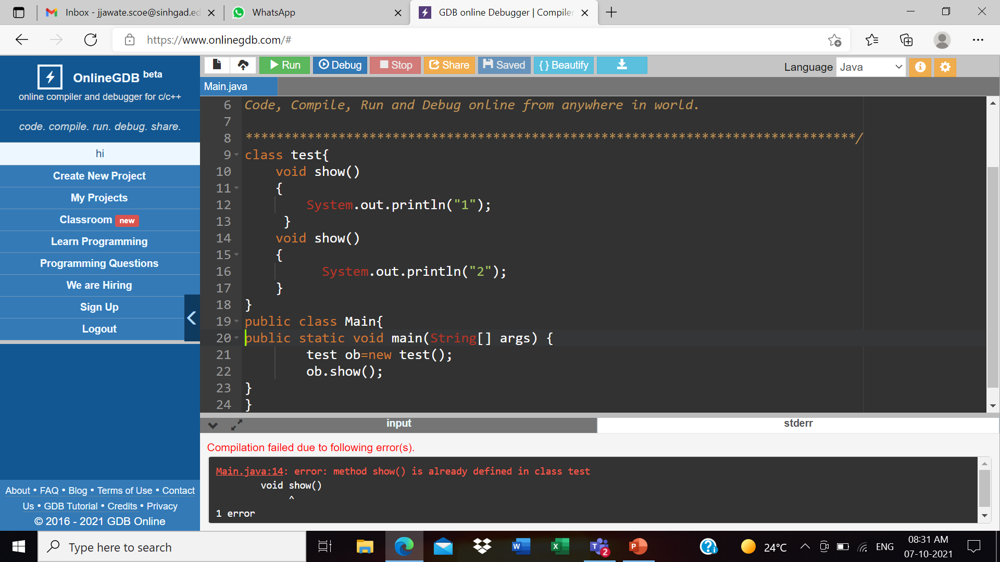 Inbox - jjawate.scoe@sinhgad.ed
WhatsApp
GDB online Debugger | Compiler
https://www.onlinegdb.com/#
OnlineGDB beta
online compiler and debugger for c/c++
code. compile. run. debug. share.
hi
Create New Project
My Projects
Classroom new
Learn Programming
Programming Questions
We are Hiring
Sign Up
Logout
About • FAQ • Blog • Terms of Use • Contact
Us • GDB Tutorial • Credits • Privacy
© 2016 - 2021 GDB Online
Run Debug Stop Share Saved { } Beautify
Language Java
Main.java
6 Code, Compile, Run and Debug online from anywhere in world.
7
8 *******************************************************************************/
9 class test{
10 void show()
11 {
12 System.out.println("1");
13 }
14 void show()
15 {
16 System.out.println("2");
17 }
18 }
19 public class Main{
20 public static void main(String[] args) {
21 test ob=new test();
22 ob.show();
23 }
24 }
input
stderr
Compilation failed due to following error(s).
Main.java:14: error: method show() is already defined in class test
void show()
^
1 error
Type here to search
2
24°C
ENG
08:31 AM
07-10-2021